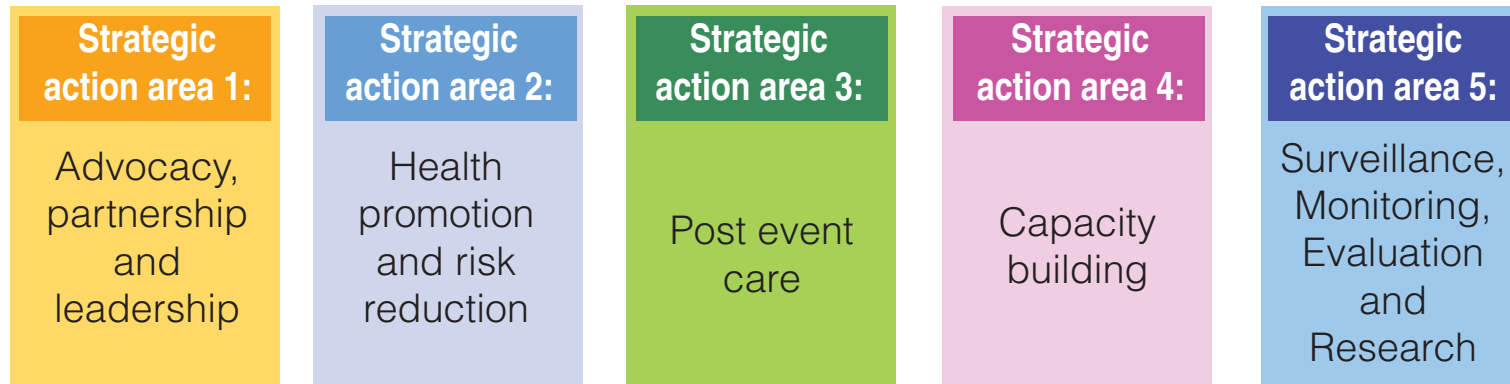 Strategic
action area 1:
Advocacy,
partnership
and
leadership
Strategic
action area 2:
Health
promotion
and risk
reduction
Strategic
action area 3:
Post event
care
Strategic
action area 4:
Capacity
building
Strategic
action area 5:
Surveillance,
Monitoring,
Evaluation
and
Research